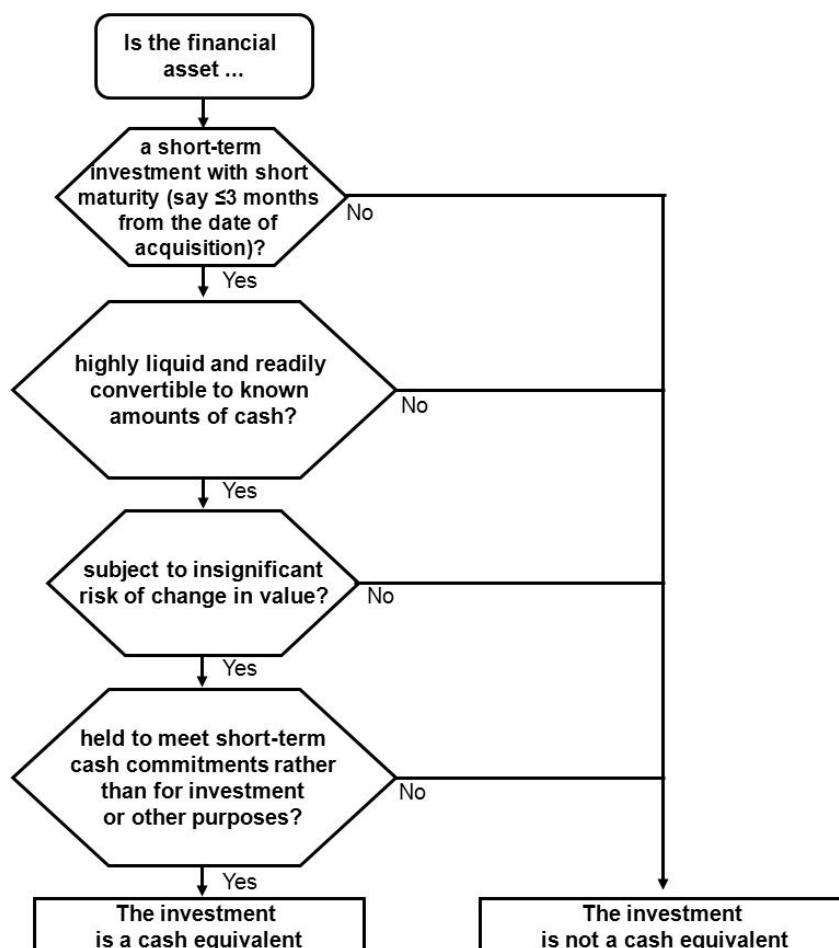 Is the financial
asset ...
a short-term
investment with short
maturity (say ≤3 months
from the date of
acquisition)?
No
Yes
highly liquid and readily
convertible to known
amounts of cash?
No
Yes
subject to insignificant
risk of change in value?
No
Yes
held to meet short-term
cash commitments rather
than for investment
or other purposes?
No
Yes
The investment
is a cash equivalent
The investment
is not a cash equivalent